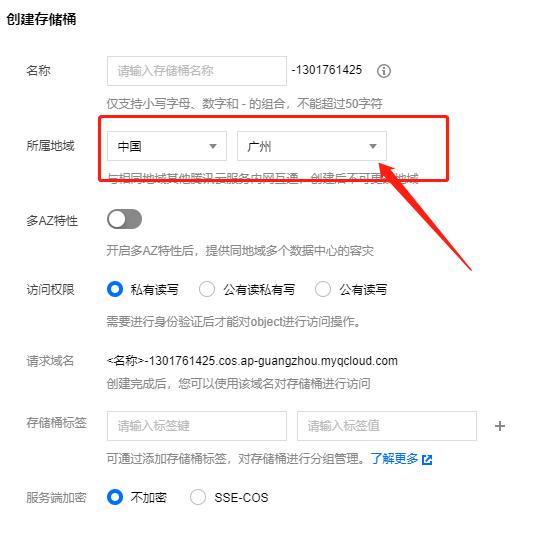 创建存储桶
名称 请输入存储桶名称 -1301761425
仅支持小写字母、数字和 - 的组合，不能超过50字符
所属地域 中国 广州
与相同地域其他腾讯云服务内网互通，创建后不可更改地域
多AZ特性
开启多AZ特性后，提供同地域多个数据中心的容灾
访问权限 私有读写 公有读私有写 公有读写
需要进行身份验证后才能对object进行访问操作。
请求域名 <名称>-1301761425.cos.ap-guangzhou.myqcloud.com
创建完成后，您可以使用该域名对存储桶进行访问
存储桶标签 请输入标签键 请输入标签值
可通过添加存储桶标签，对存储桶进行分组管理。了解更多
服务端加密 不加密 SSE-COS